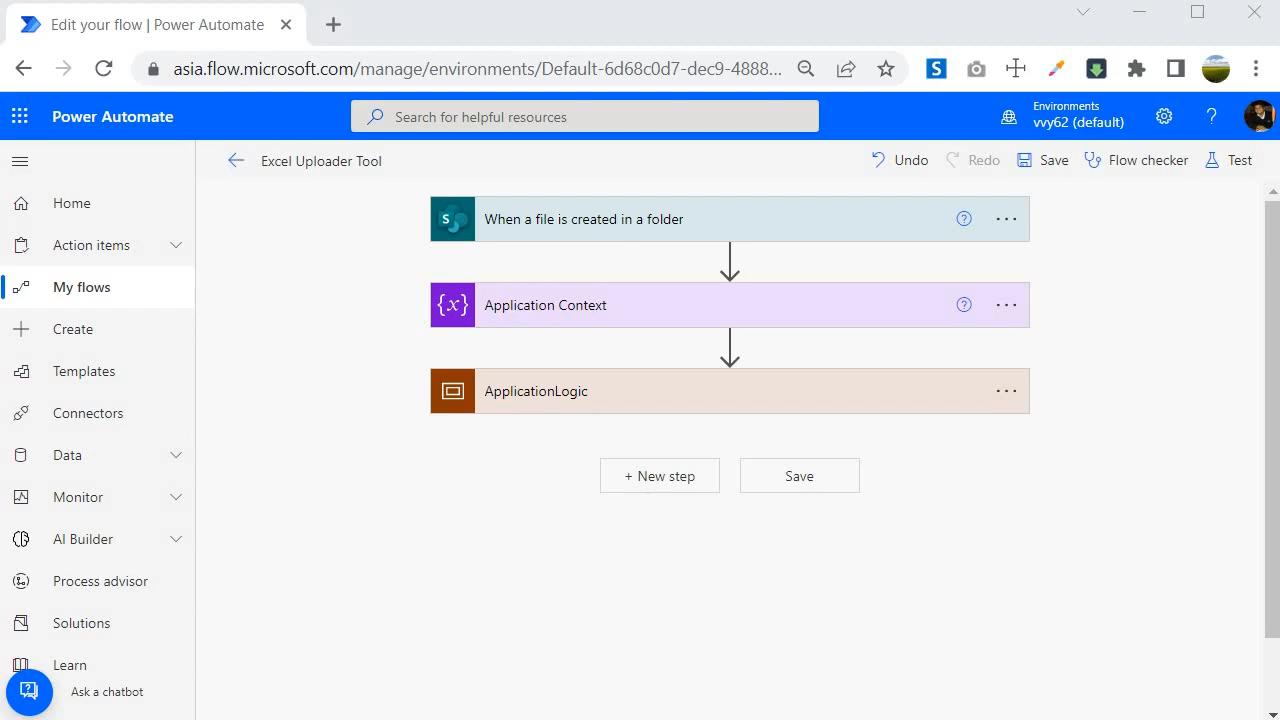 Edit your flow | Power Automate
asia.flow.microsoft.com/manage/environments/Default-6d68c0d7-dec9-4888...
S
Power Automate
Search for helpful resources
Environments
vvy62 (default)
?
Excel Uploader Tool
Undo
Redo
Save
Flow checker
Test
Home
Action items
My flows
Create
Templates
Connectors
Data
Monitor
AI Builder
Process advisor
Solutions
Learn
Ask a chatbot
S
When a file is created in a folder
?
{x}
Application Context
?
ApplicationLogic
+ New step
Save